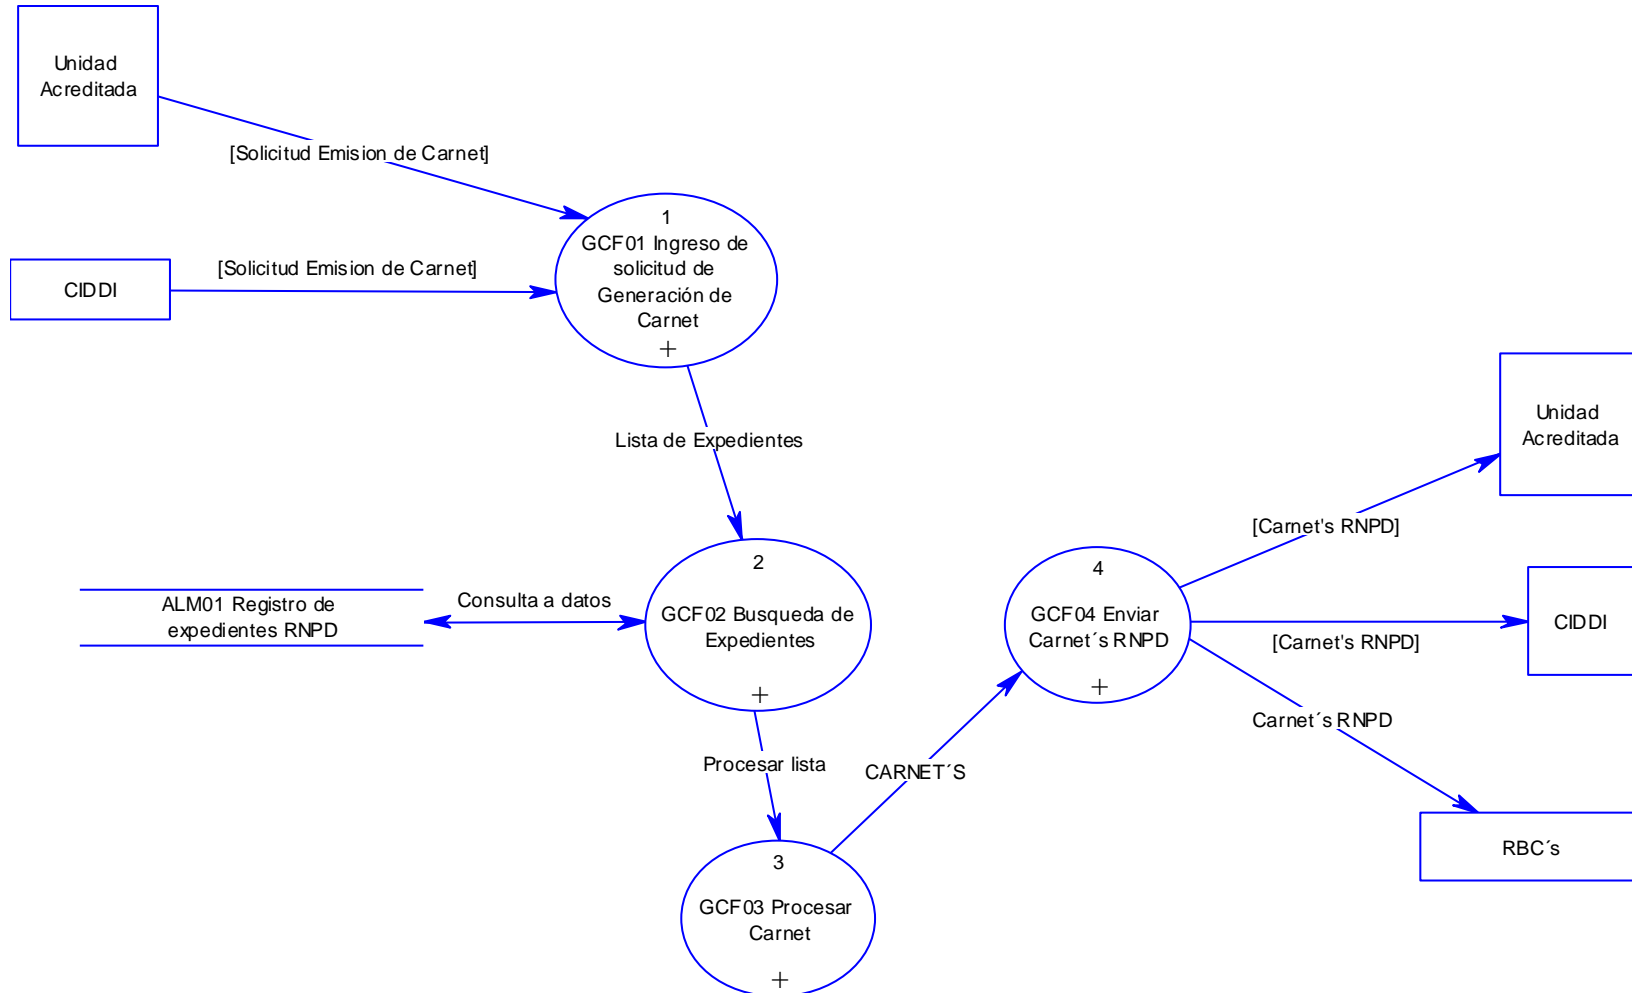 Unidad
Acreditada
[Solicitud Emision de Carnet]
1
GCF01 Ingreso de
solicitud de
Generación de
Carnet
+
[Solicitud Emision de Carnet]
CIDDI
Lista de Expedientes
Unidad
Acreditada
[Carnet's RNPD]
2
GCF02 Busqueda de
Expedientes
+
Consulta a datos
ALM01 Registro de
expedientes RNPD
4
GCF04 Enviar
Carnet´s RNPD
+
CIDDI
[Carnet's RNPD]
Carnet´s RNPD
Procesar lista
CARNET´S
RBC´s
3
GCF03 Procesar
Carnet
+